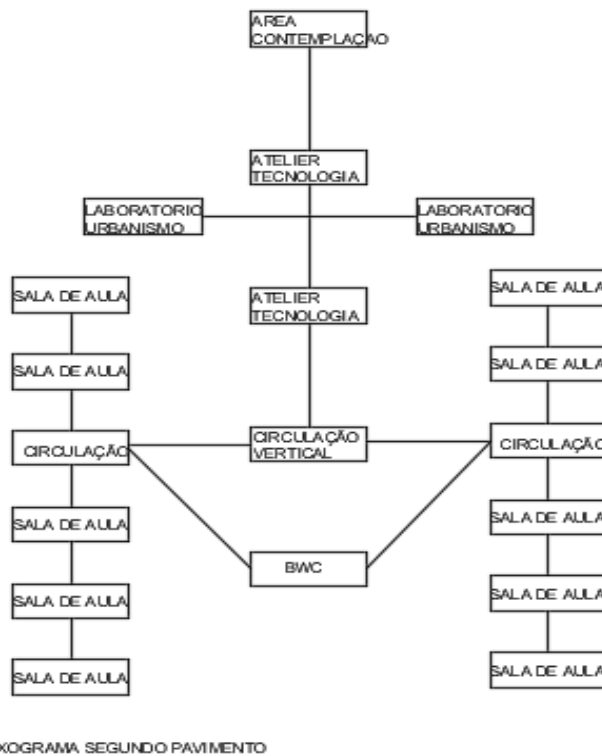 AREA
CONTEMPLAÇAO
ATELIER
TECNOLOGIA
LABORATORIO
URBANISMO
LABORATORIO
URBANISMO
ATELIER
TECNOLOGIA
SALA DE AULA
SALA DE AULA
SALA DE AULA
SALA DE AULA
CIRCULAÇÃO
CIRCULAÇÃO
VERTICAL
CIRCULAÇÃO
SALA DE AULA
SALA DE AULA
BWC
SALA DE AULA
SALA DE AULA
SALA DE AULA
SALA DE AULA
XOGRAMA SEGUNDO PAVIMENTO